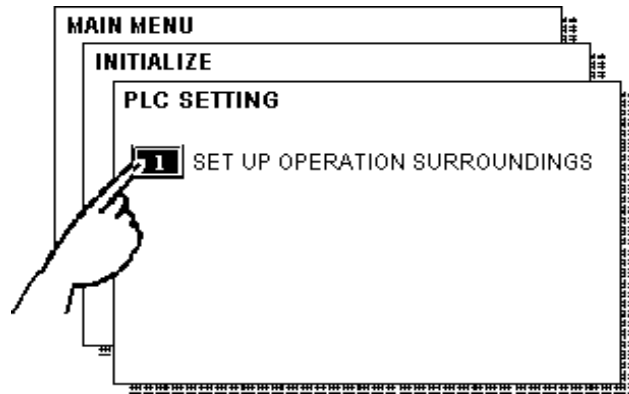 MAIN MENU
INITIALIZE
PLC SETTING
1 SET UP OPERATION SURROUNDINGS